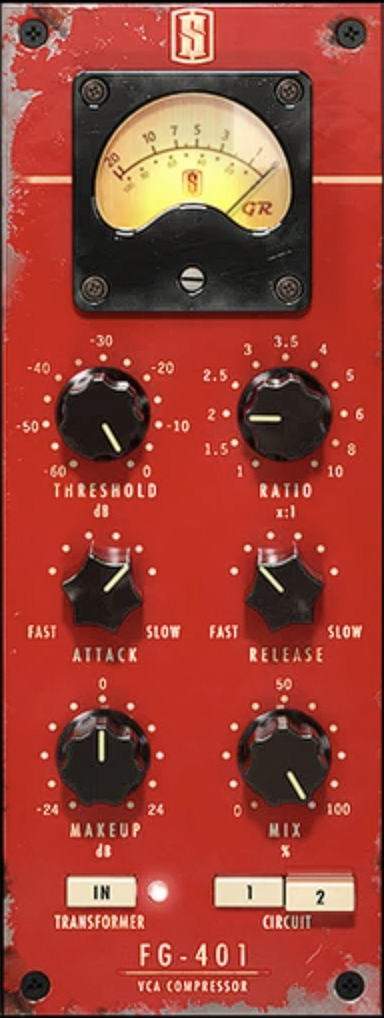 S
20 10 7 5 3 1
S
GR
-60 -50 -40 -30 -20 -10 0
THRESHOLD
dB
1 1.5 2 2.5 3 3.5 4 5 6 8 10
RATIO
x:1
FAST SLOW
ATTACK
FAST SLOW
RELEASE
-24 0 24
MAKEUP
dB
0 50 100
MIX
%
IN
TRANSFORMER
1 2
CIRCUIT
FG-401
VCA COMPRESSOR